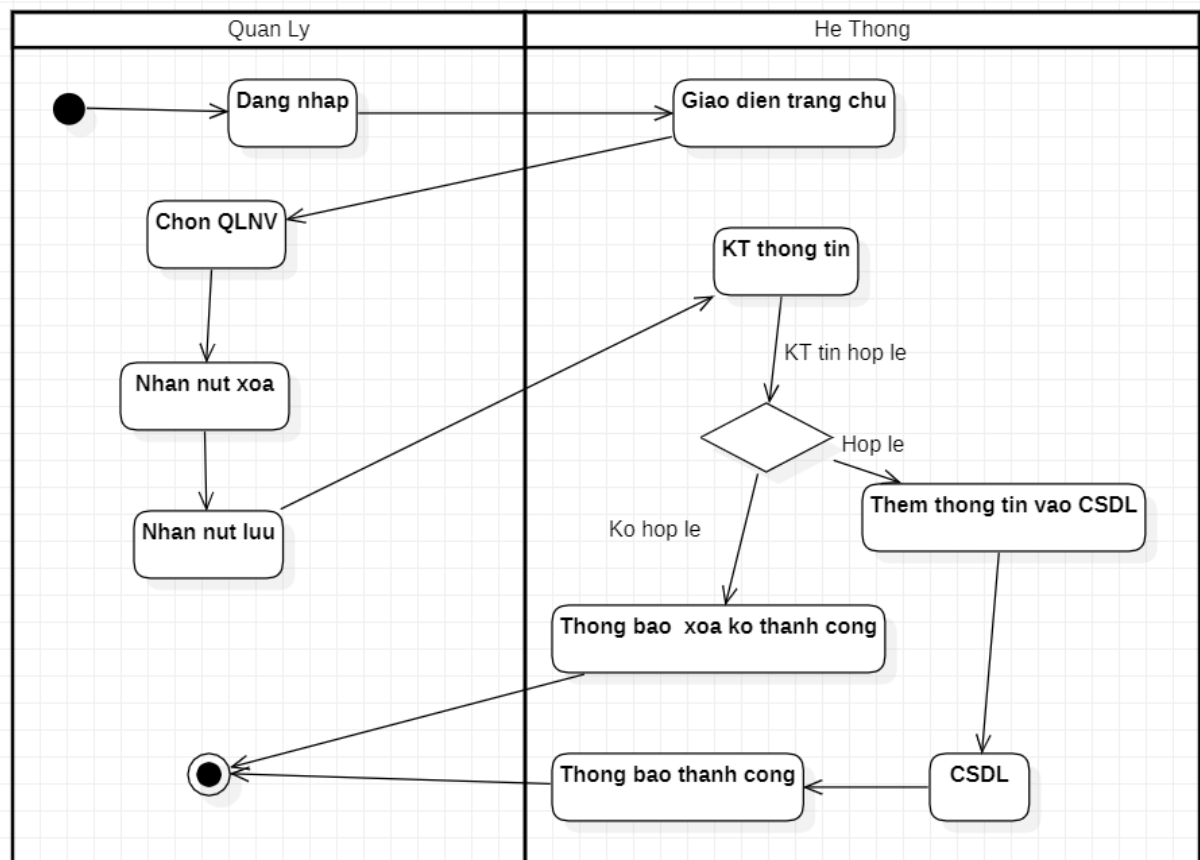 Quan Ly
He Thong
Dang nhap
Giao dien trang chu
Chon QLNV
KT thong tin
KT tin hop le
Nhan nut xoa
Hop le
Them thong tin vao CSDL
Nhan nut luu
Ko hop le
Thong bao  xoa ko thanh cong
Thong bao thanh cong
CSDL